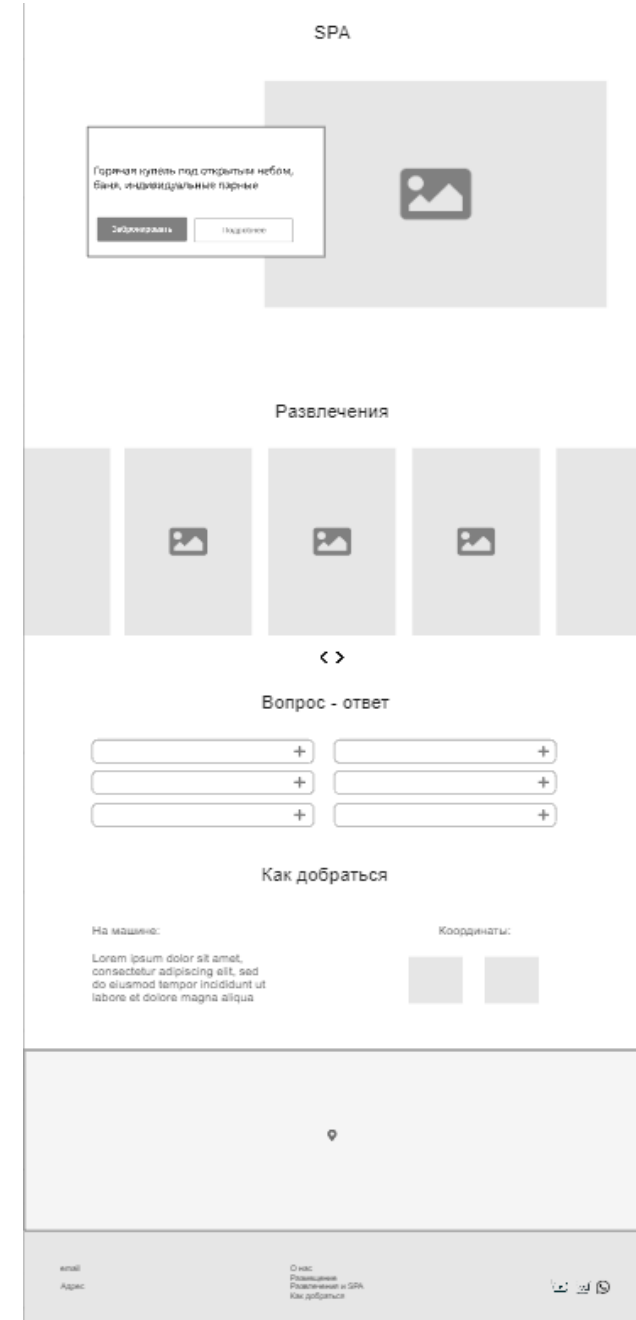 SPA
Горячая купель под открытым небом,
баня, индивидуальные парные
Забронировать
Подробнее
Развлечения
Вопрос - ответ
Как добраться
На машине:
Координаты:
Lorem ipsum dolor sit amet,
consectetur adipiscing elit, sed
do eiusmod tempor incididunt ut
labore et dolore magna aliqua
email
Адрес
О нас
Размещение
Развлечения и SPA
Как добраться